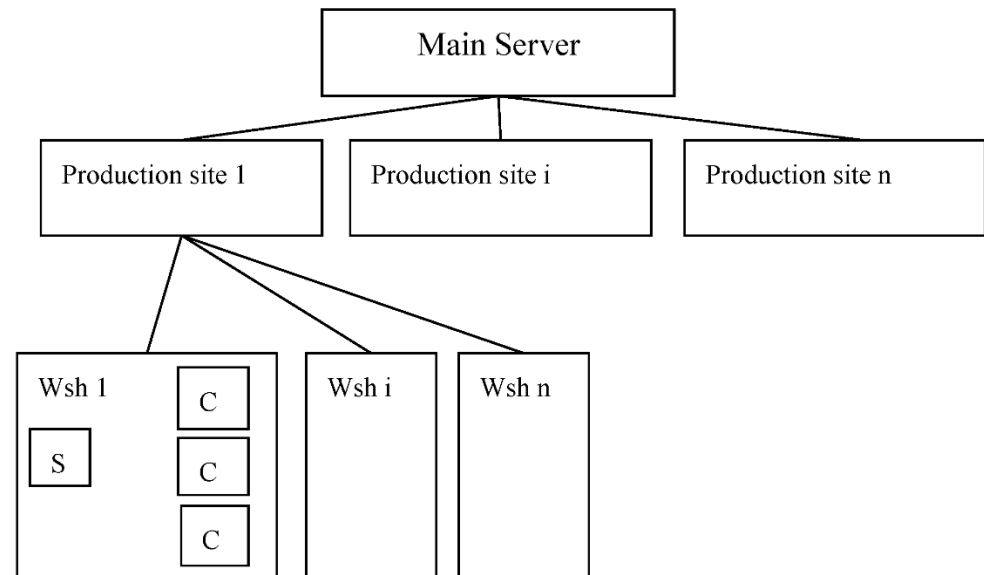 Main Server
Production site 1
Production site i
Production site n
Wsh 1
C
Wsh i
Wsh n
S
C
C